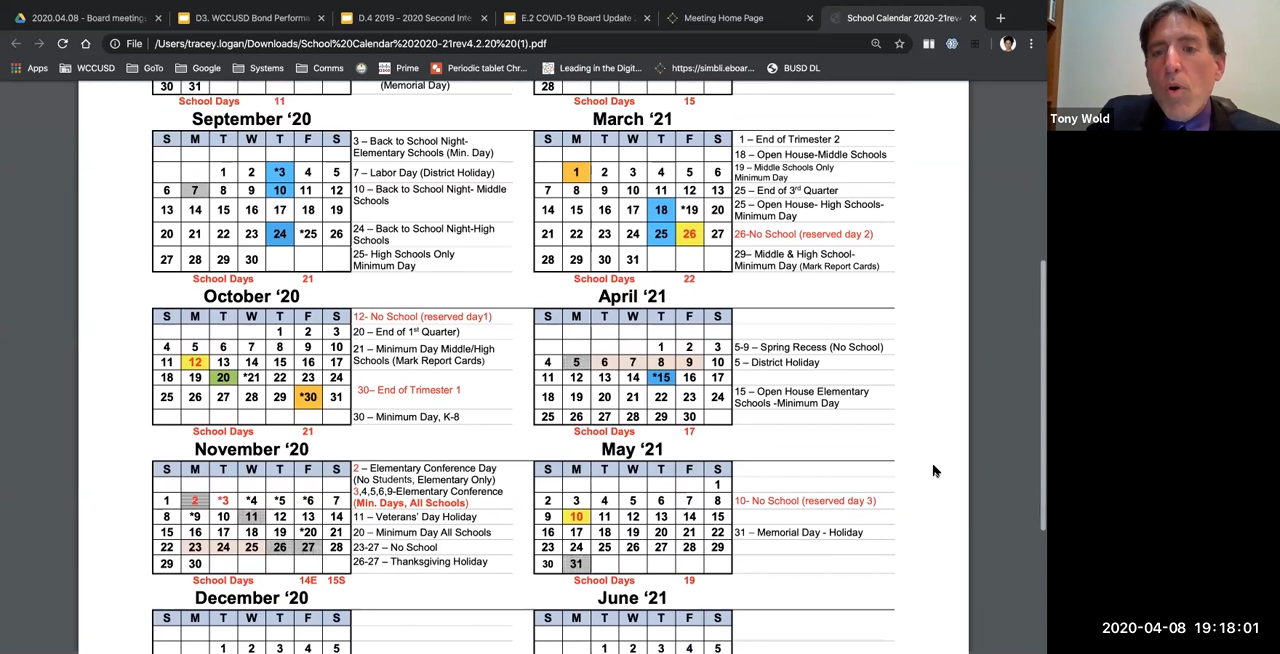 2020.04.08 - Board meeting
D3. WCCUSD Bond Performa
D.4 2019 - 2020 Second Inte
E.2 COVID-19 Board Update
Meeting Home Page
School Calendar 2020-21rev
File
/Users/tracey.logan/Downloads/School%20Calendar%202020-21rev4.2.20%20(1).pdf
Apps WCCUSD GoTo Google Systems Comms Prime Periodic tablet Chr... Leading in the Digit... https://simbli.eboar... BUSD DL
30 31
(Memorial Day)
School Days 11
28
School Days 15
September '20
S M T W T F S
1 2 *3 4 5
6 7 8 9 10 11 12
13 14 15 16 17 18 19
20 21 22 23 24 *25 26
27 28 29 30
School Days 21
3 – Back to School Night-
Elementary Schools (Min. Day)
7 – Labor Day (District Holiday)
10 – Back to School Night- Middle
Schools
24 – Back to School Night-High
Schools
25- High Schools Only
Minimum Day
March '21
S M T W T F S
1 2 3 4 5 6
7 8 9 10 11 12 13
14 15 16 17 18 *19 20
21 22 23 24 25 26 27
28 29 30 31
School Days 22
1 – End of Trimester 2
18 – Open House-Middle Schools
19 – Middle Schools Only
Minimum Day
25 – End of 3rd Quarter
25 – Open House- High Schools-
Minimum Day
26-No School (reserved day 2)
29– Middle & High School-
Minimum Day (Mark Report Cards)
October '20
S M T W T F S
1 2 3
4 5 6 7 8 9 10
11 12 13 14 15 16 17
18 19 20 *21 22 23 24
25 26 27 28 29 *30 31
School Days 21
12- No School (reserved day1)
20 – End of 1st Quarter)
21 – Minimum Day Middle/High
Schools (Mark Report Cards)
30– End of Trimester 1
30 – Minimum Day, K-8
April '21
S M T W T F S
1 2 3
4 5 6 7 8 9 10
11 12 13 14 *15 16 17
18 19 20 21 22 23 24
25 26 27 28 29 30
School Days 17
5-9 – Spring Recess (No School)
5 – District Holiday
15 – Open House Elementary
Schools -Minimum Day
November '20
S M T W T F S
1 2 *3 *4 *5 *6 7
8 *9 10 11 12 13 14
15 16 17 18 19 *20 21
22 23 24 25 26 27 28
29 30
School Days 14E 15S
2 – Elementary Conference Day
(No Students, Elementary Only)
3,4,5,6,9-Elementary Conference
(Min. Days, All Schools)
11 – Veterans' Day Holiday
20 – Minimum Day All Schools
23-27 – No School
26-27 – Thanksgiving Holiday
May '21
S M T W T F S
1
2 3 4 5 6 7 8
9 10 11 12 13 14 15
16 17 18 19 20 21 22
23 24 25 26 27 28 29
30 31
School Days 19
10- No School (reserved day 3)
31 – Memorial Day - Holiday
December '20
S M T W T F S
1 2 3 4 5
June '21
S M T W T F S
1 2 3 4 5
Tony Wold
2020-04-08 19:18:01